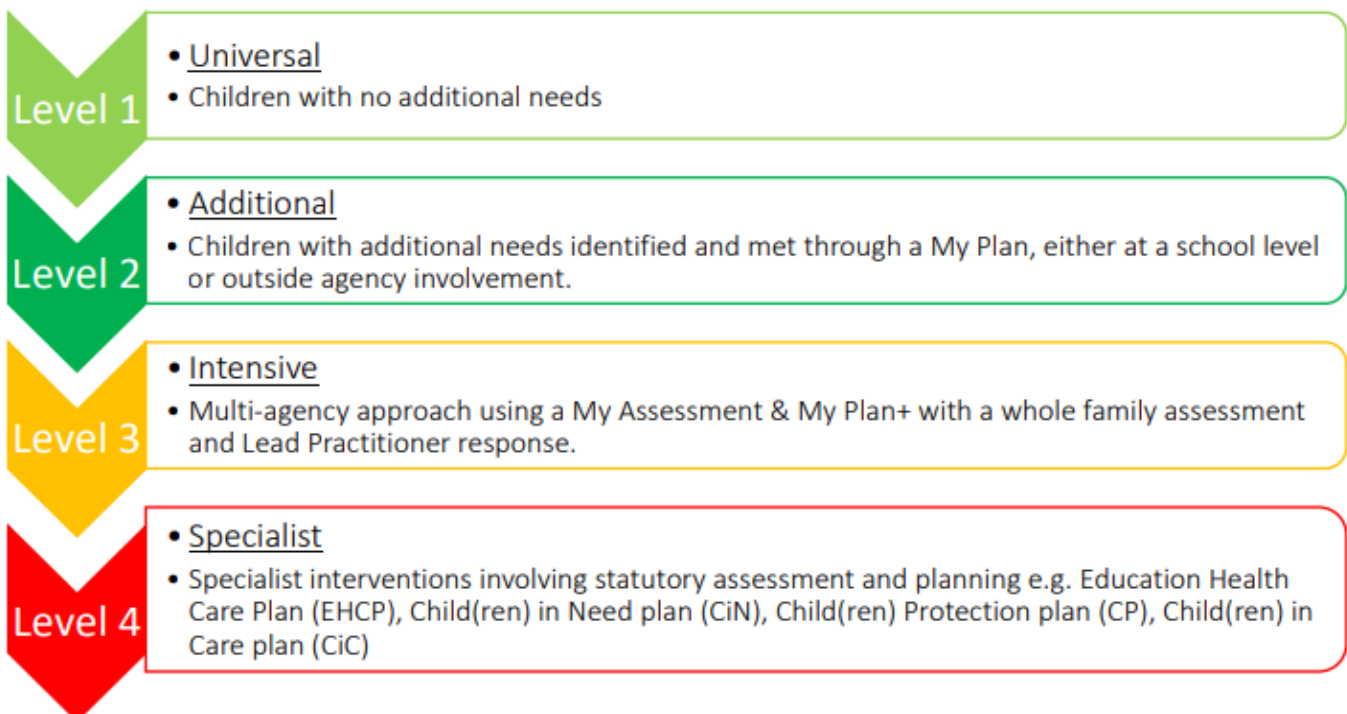 Level 1
• Universal
• Children with no additional needs
Level 2
• Additional
• Children with additional needs identified and met through a My Plan, either at a school level
or outside agency involvement.
Level 3
• Intensive
• Multi-agency approach using a My Assessment & My Plan+ with a whole family assessment
and Lead Practitioner response.
Level 4
• Specialist
• Specialist interventions involving statutory assessment and planning e.g. Education Health
Care Plan (EHCP), Child(ren) in Need plan (CiN), Child(ren) Protection plan (CP), Child(ren) in
Care plan (CiC)